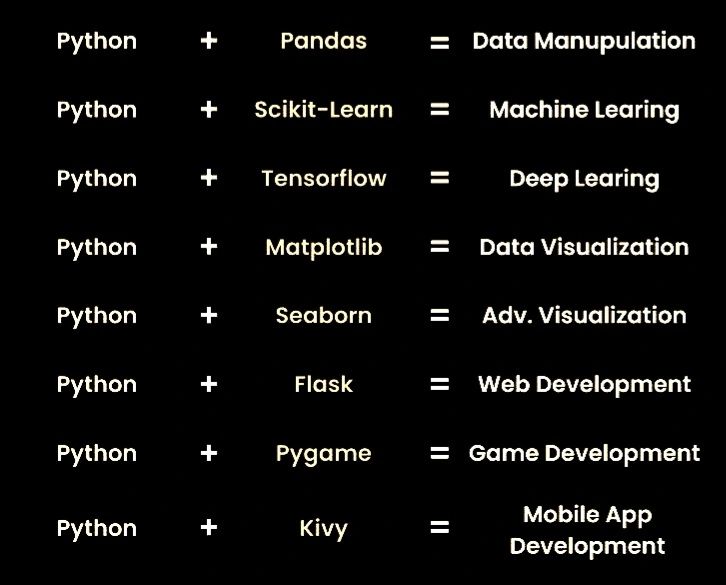 Python + Pandas = Data Manupulation
Python + Scikit-Learn = Machine Learing
Python + Tensorflow = Deep Learing
Python + Matplotlib = Data Visualization
Python + Seaborn = Adv. Visualization
Python + Flask = Web Development
Python + Pygame = Game Development
Python + Kivy = Mobile App
Development